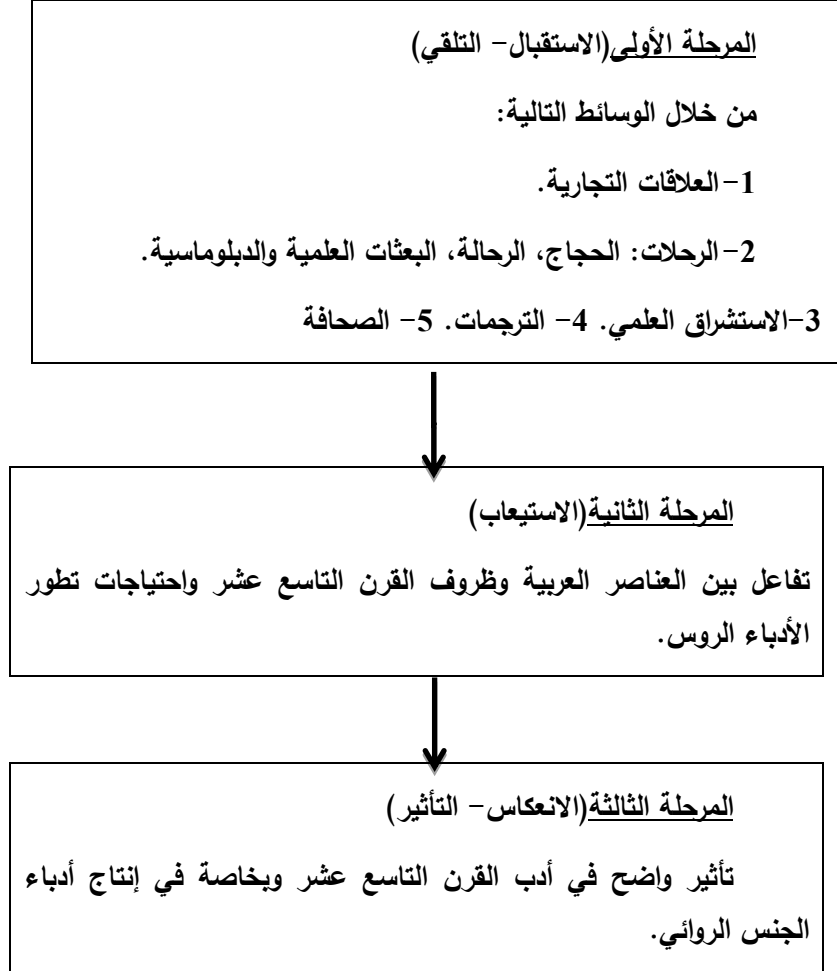 المرحلة الأولى(الاستقبال- التلقي)
من خلال الوسائط التالية:
1-العلاقات التجارية.
2-الرحلات: الحجاج، الرحالة، البعثات العلمية والدبلوماسية.
3-الاستشراق العلمي. 4- الترجمات. 5- الصحافة
المرحلة الثانية(الاستيعاب)
تفاعل بين العناصر العربية وظروف القرن التاسع عشر واحتياجات تطور
الأدباء الروس.
المرحلة الثالثة(الانعكاس- التأثير)
تأثير واضح في أدب القرن التاسع عشر وبخاصة في إنتاج أدباء
الجنس الروائي.